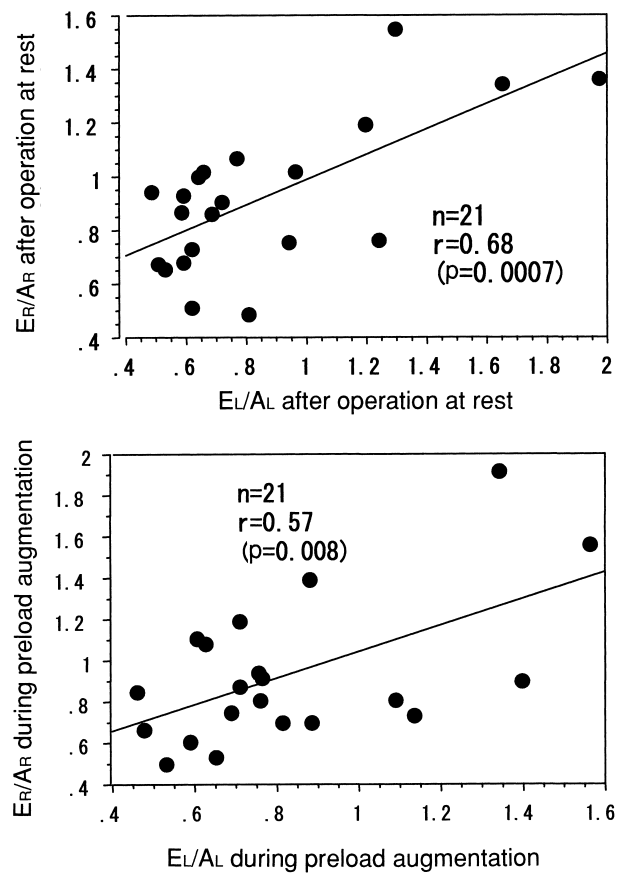 1.6
1.4
1.2
1
.8
.6
.4
ER/AR after operation at rest
n=21
r=0.68
(p=0.0007)
.4 .6 .8 1 1.2 1.4 1.6 1.8 2
EL/AL after operation at rest
2
1.8
1.6
1.4
1.2
1
.8
.6
.4
ER/AR during preload augmentation
n=21
r=0.57
(p=0.008)
.4 .6 .8 1 1.2 1.4 1.6
EL/AL during preload augmentation